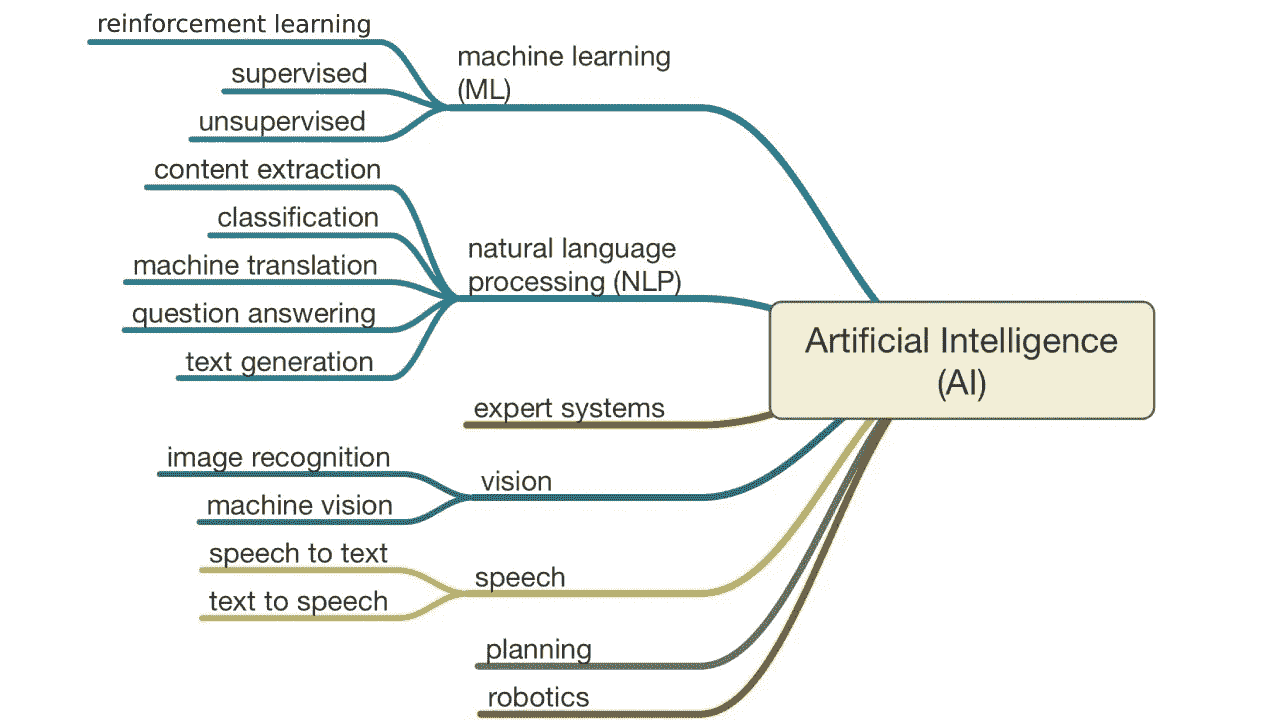 reinforcement learning
supervised
unsupervised
machine learning
(ML)
content extraction
classification
machine translation
question answering
text generation
natural language
processing (NLP)
Artificial Intelligence
(AI)
expert systems
image recognition
machine vision
vision
speech to text
text to speech
speech
planning
robotics